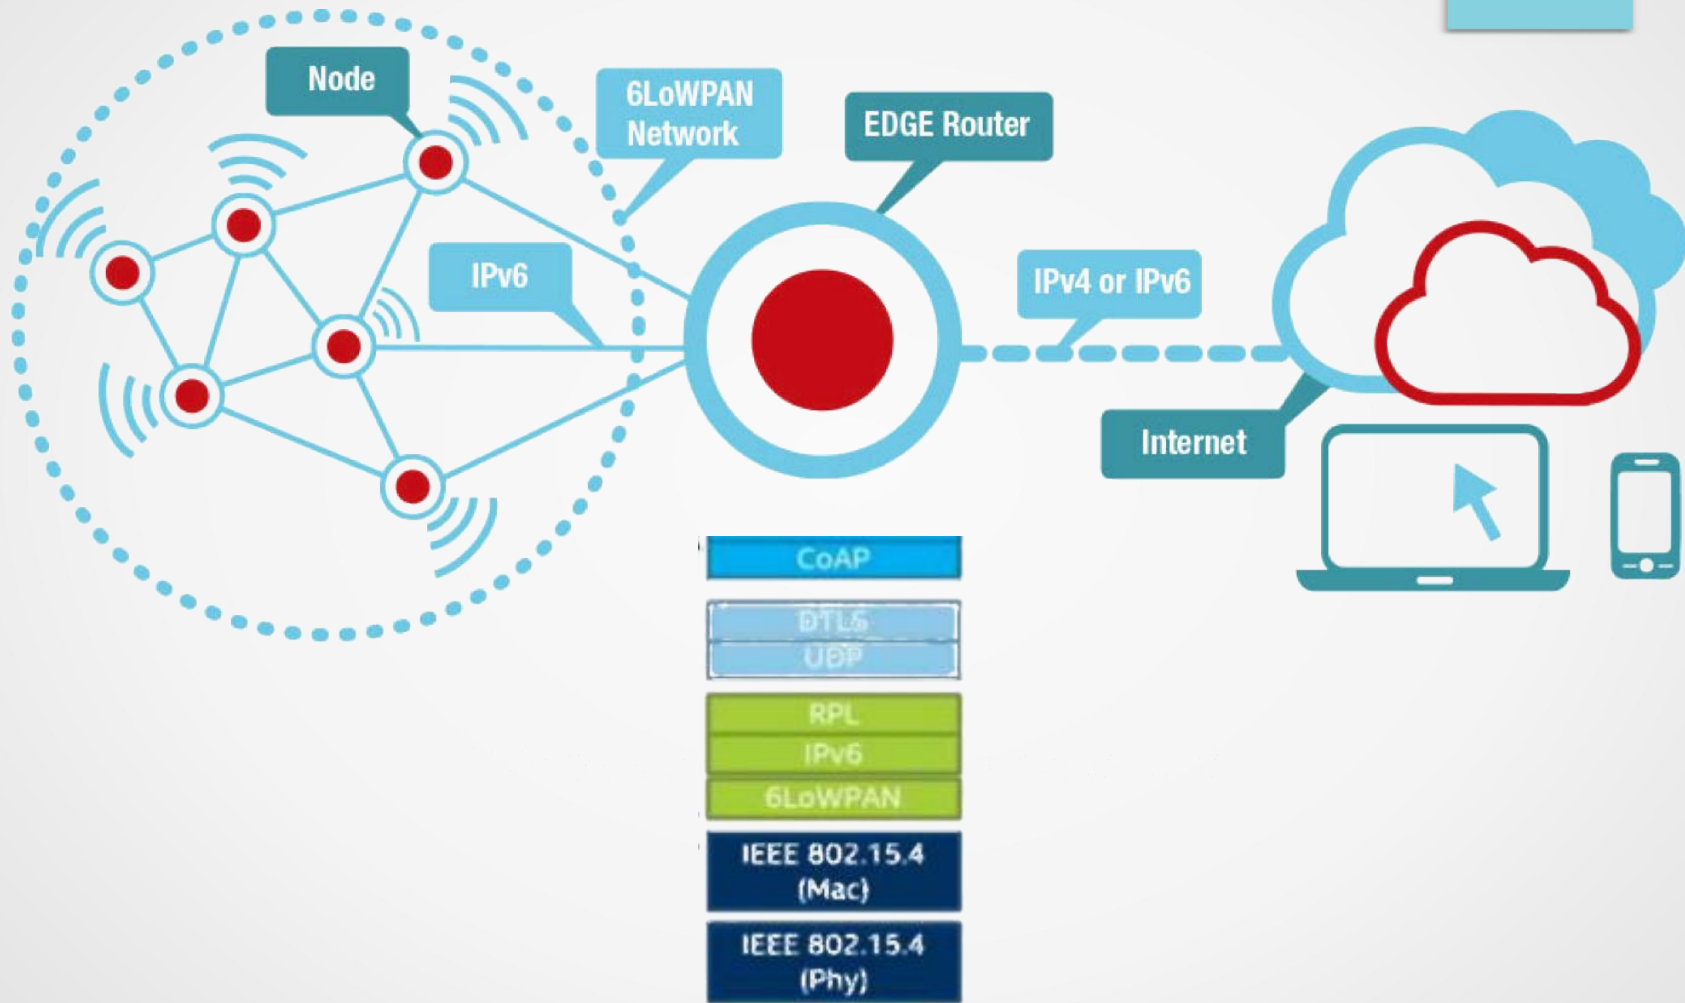 Node
6LoWPAN
Network
EDGE Router
IPv6
IPv4 or IPv6
Internet
CoAP
DTLS
UDP
RPL
IPv6
6LoWPAN
IEEE 802.15.4
(Mac)
IEEE 802.15.4
(Phy)